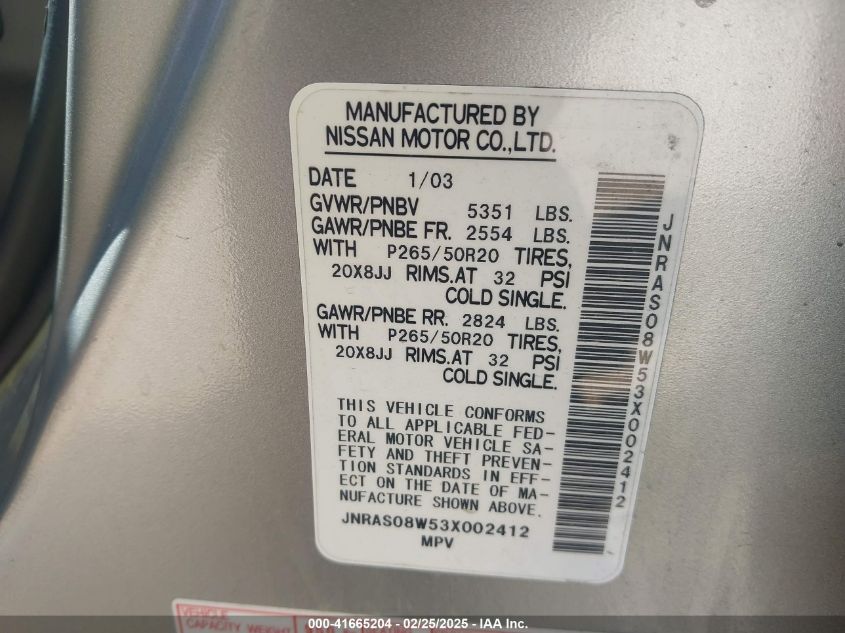 MANUFACTURED BY
NISSAN MOTOR CO.,LTD.
DATE 1/03
GVWR/PNBV 5351 LBS.
GAWR/PNBE FR. 2554 LBS.
WITH P265/50R20 TIRES,
20X8JJ RIMS.AT 32 PSI
COLD SINGLE.
GAWR/PNBE RR. 2824 LBS.
WITH P265/50R20 TIRES,
20X8JJ RIMS.AT 32 PSI
COLD SINGLE.
THIS VEHICLE CONFORMS
TO ALL APPLICABLE FED-
ERAL MOTOR VEHICLE SA-
FETY AND THEFT PREVEN-
TION STANDARDS IN EFF-
ECT ON THE DATE OF MA-
NUFACTURE SHOWN ABOVE.
JNRAS08W53X002412
MPV
JNRAS08W53X002412
VEHICLE
CAPACITY WEIGHT
000-41665204 - 02/25/2025 - IAA Inc.